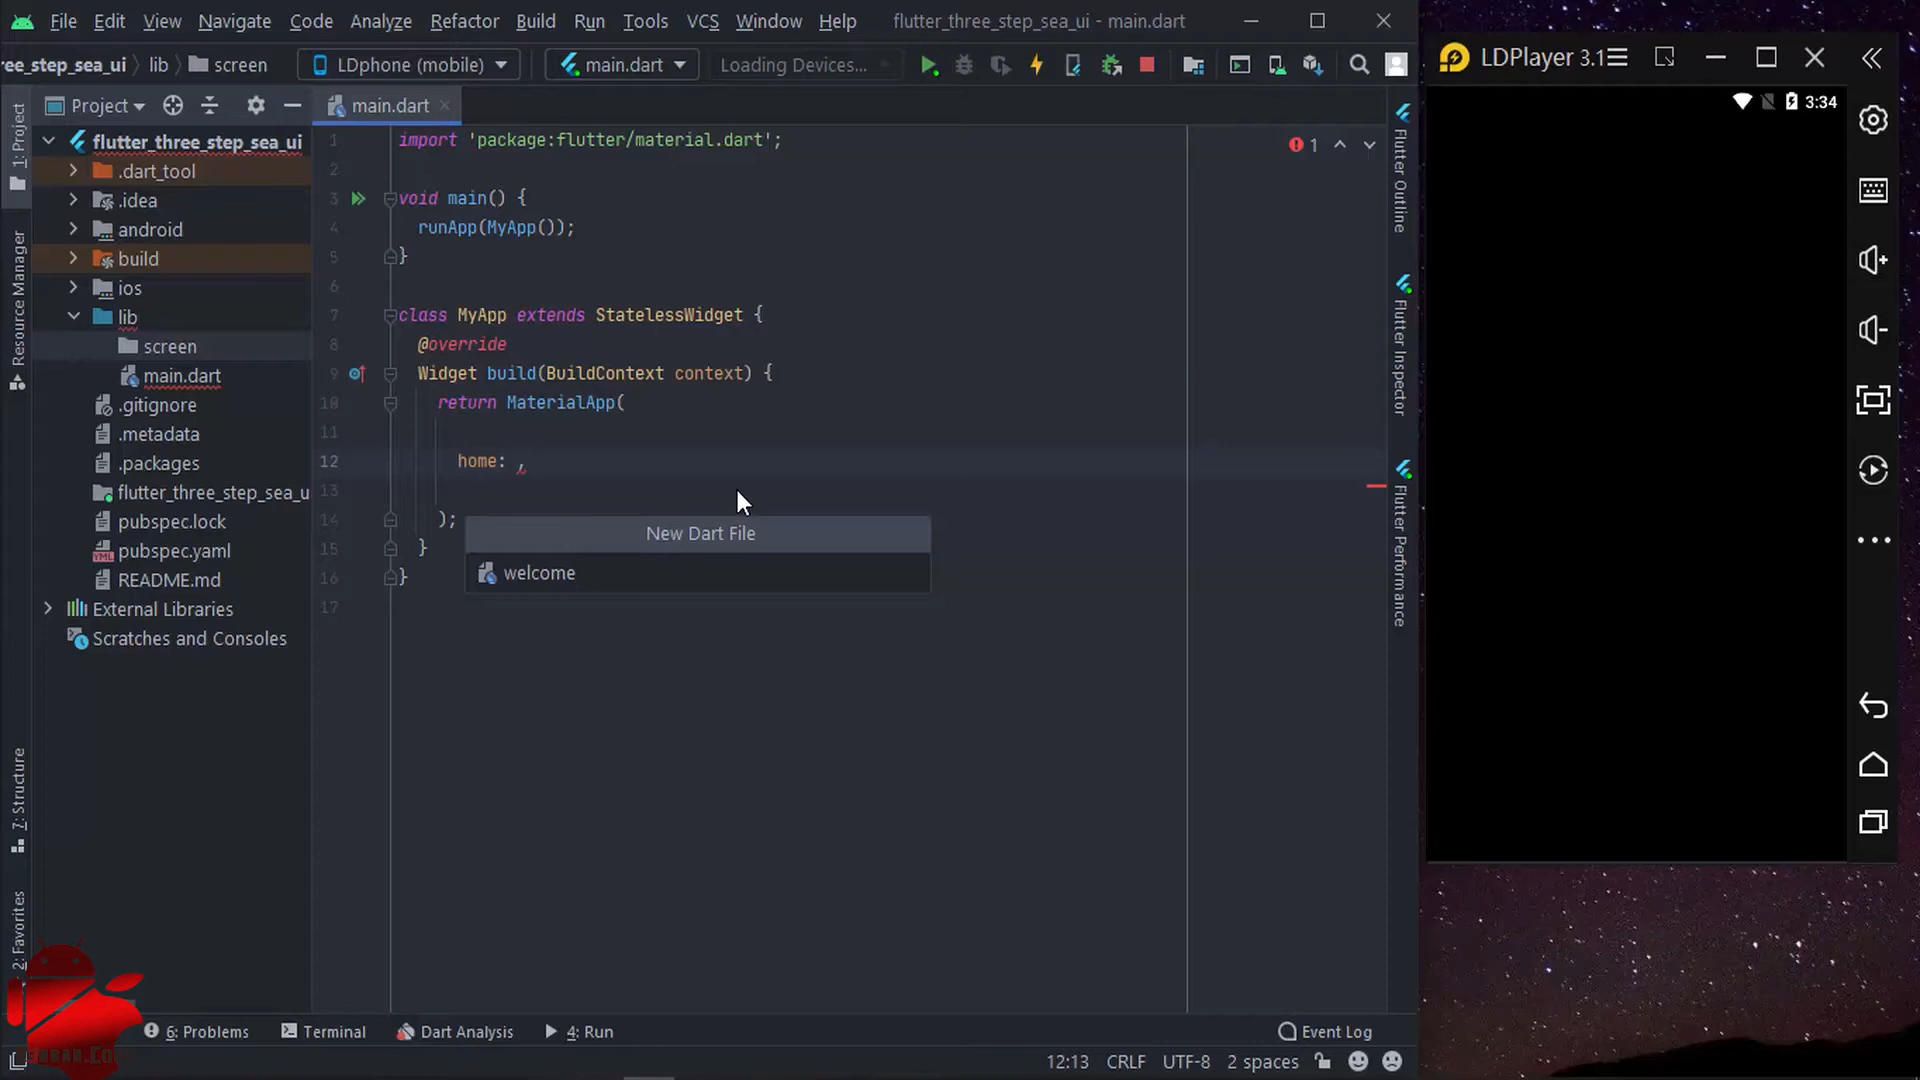 File Edit View Navigate Code Analyze Refactor Build Run Tools VCS Window Help flutter_three_step_sea_ui - main.dart
ree_step_sea_ui lib screen LDphone (mobile) main.dart Loading Devices...
LDPlayer 3.1
3:34
1: Project
Resource Manager
7: Structure
2: Favorites
Project
flutter_three_step_sea_ui
.dart_tool
.idea
android
build
ios
lib
screen
main.dart
.gitignore
.metadata
.packages
flutter_three_step_sea_u
pubspec.lock
pubspec.yaml
README.md
External Libraries
Scratches and Consoles
main.dart
1 import 'package:flutter/material.dart';
2
3 void main() {
4 runApp(MyApp());
5 }
6
7 class MyApp extends StatelessWidget {
8 @override
9 Widget build(BuildContext context) {
10 return MaterialApp(
11
12 home: ,
13
14 );
15 }
16 }
17
1
New Dart File
welcome
Flutter Outline
Flutter Inspector
Flutter Performance
6: Problems Terminal Dart Analysis 4: Run Event Log
12:13 CRLF UTF-8 2 spaces